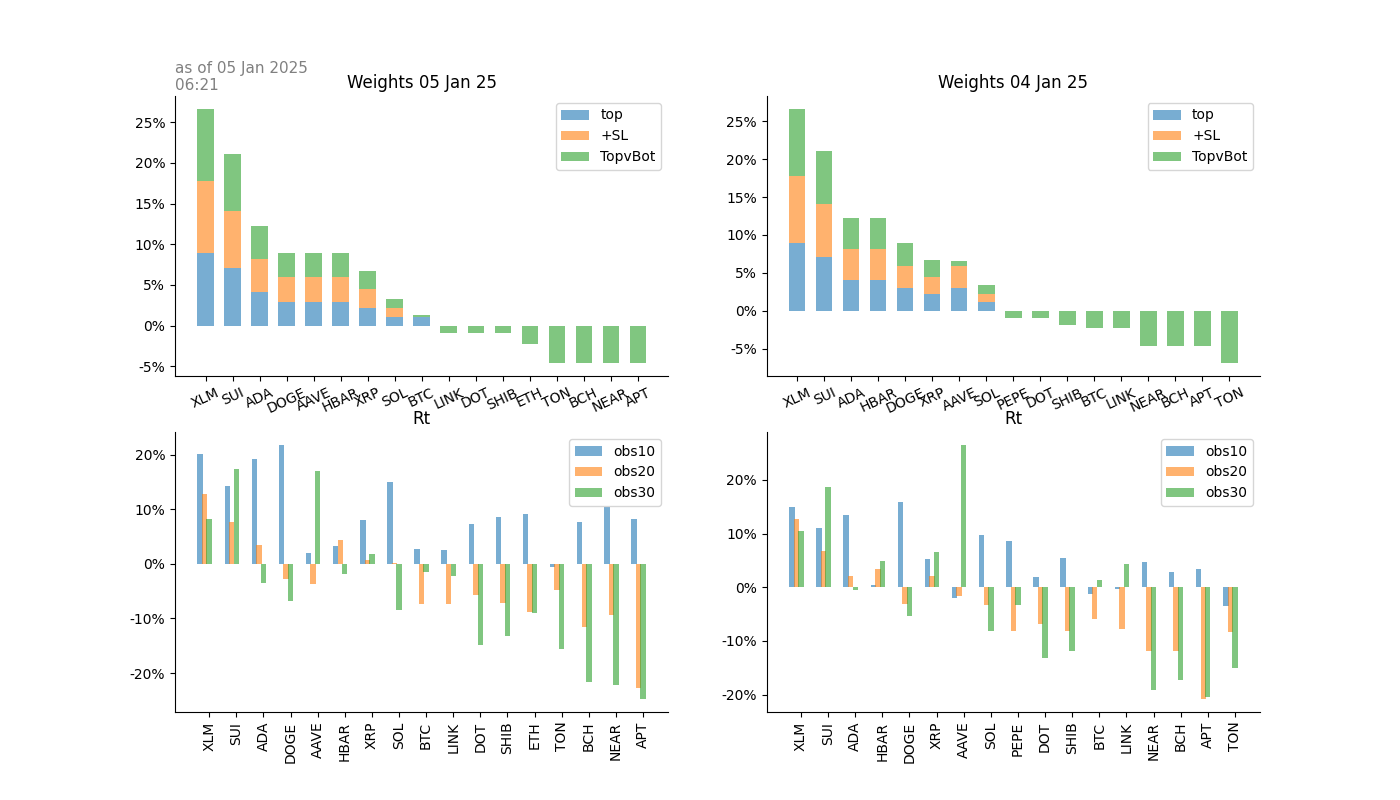 as of 05 Jan 2025
06:21
Weights 05 Jan 25
25%
20%
15%
10%
5%
0%
-5%
top
+SL
TopvBot
XLM SUI ADA DOGE AAVE HBAR XRP SOL BTC LINK DOT SHIB ETH TON BCH NEAR APT
Weights 04 Jan 25
25%
20%
15%
10%
5%
0%
-5%
top
+SL
TopvBot
XLM SUI ADA HBAR DOGE XRP AAVE SOL PEPE DOT SHIB BTC LINK NEAR BCH APT TON
Rt
20%
10%
0%
-10%
-20%
obs10
obs20
obs30
XLM SUI ADA DOGE AAVE HBAR XRP SOL BTC LINK DOT SHIB ETH TON BCH NEAR APT
Rt
20%
10%
0%
-10%
-20%
obs10
obs20
obs30
XLM SUI ADA HBAR DOGE XRP AAVE SOL PEPE DOT SHIB BTC LINK NEAR BCH APT TON